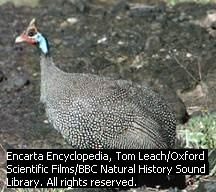 Encarta Encyclopedia, Tom Leach/Oxford
Scientific Films/BBC Natural History Sound
Library. All rights reserved.